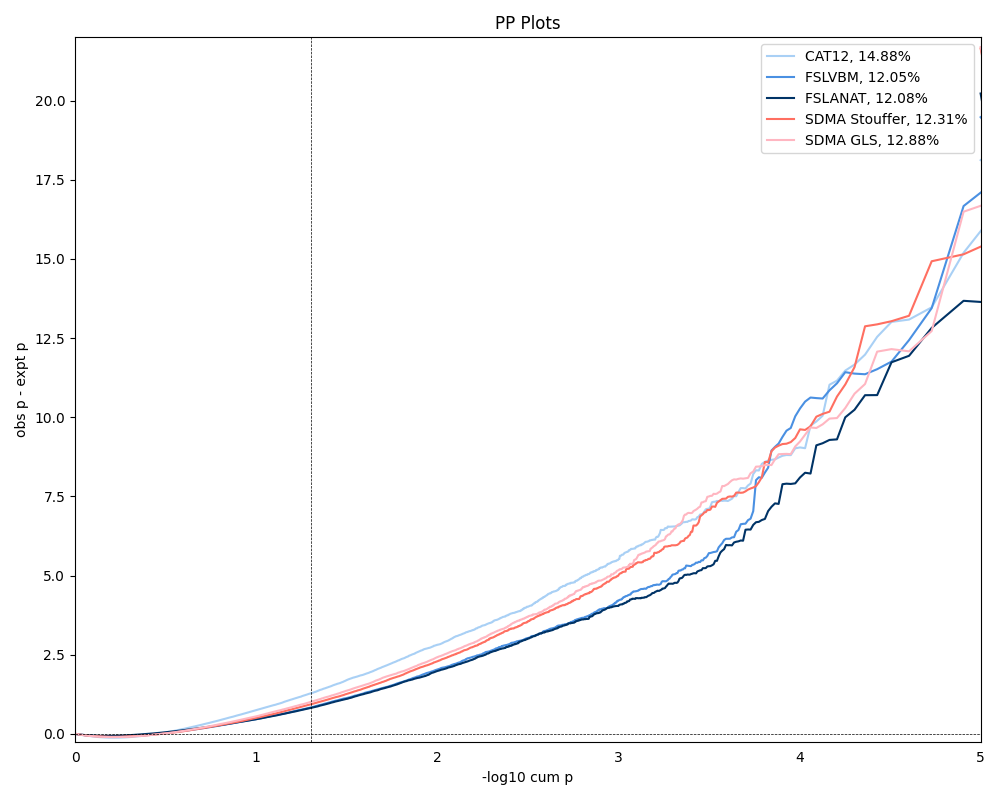 PP Plots
CAT12, 14.88%
FSLVBM, 12.05%
FSLANAT, 12.08%
SDMA Stouffer, 12.31%
SDMA GLS, 12.88%
obs p - expt p
20.0
17.5
15.0
12.5
10.0
7.5
5.0
2.5
0.0
0 1 2 3 4 5
-log10 cum p